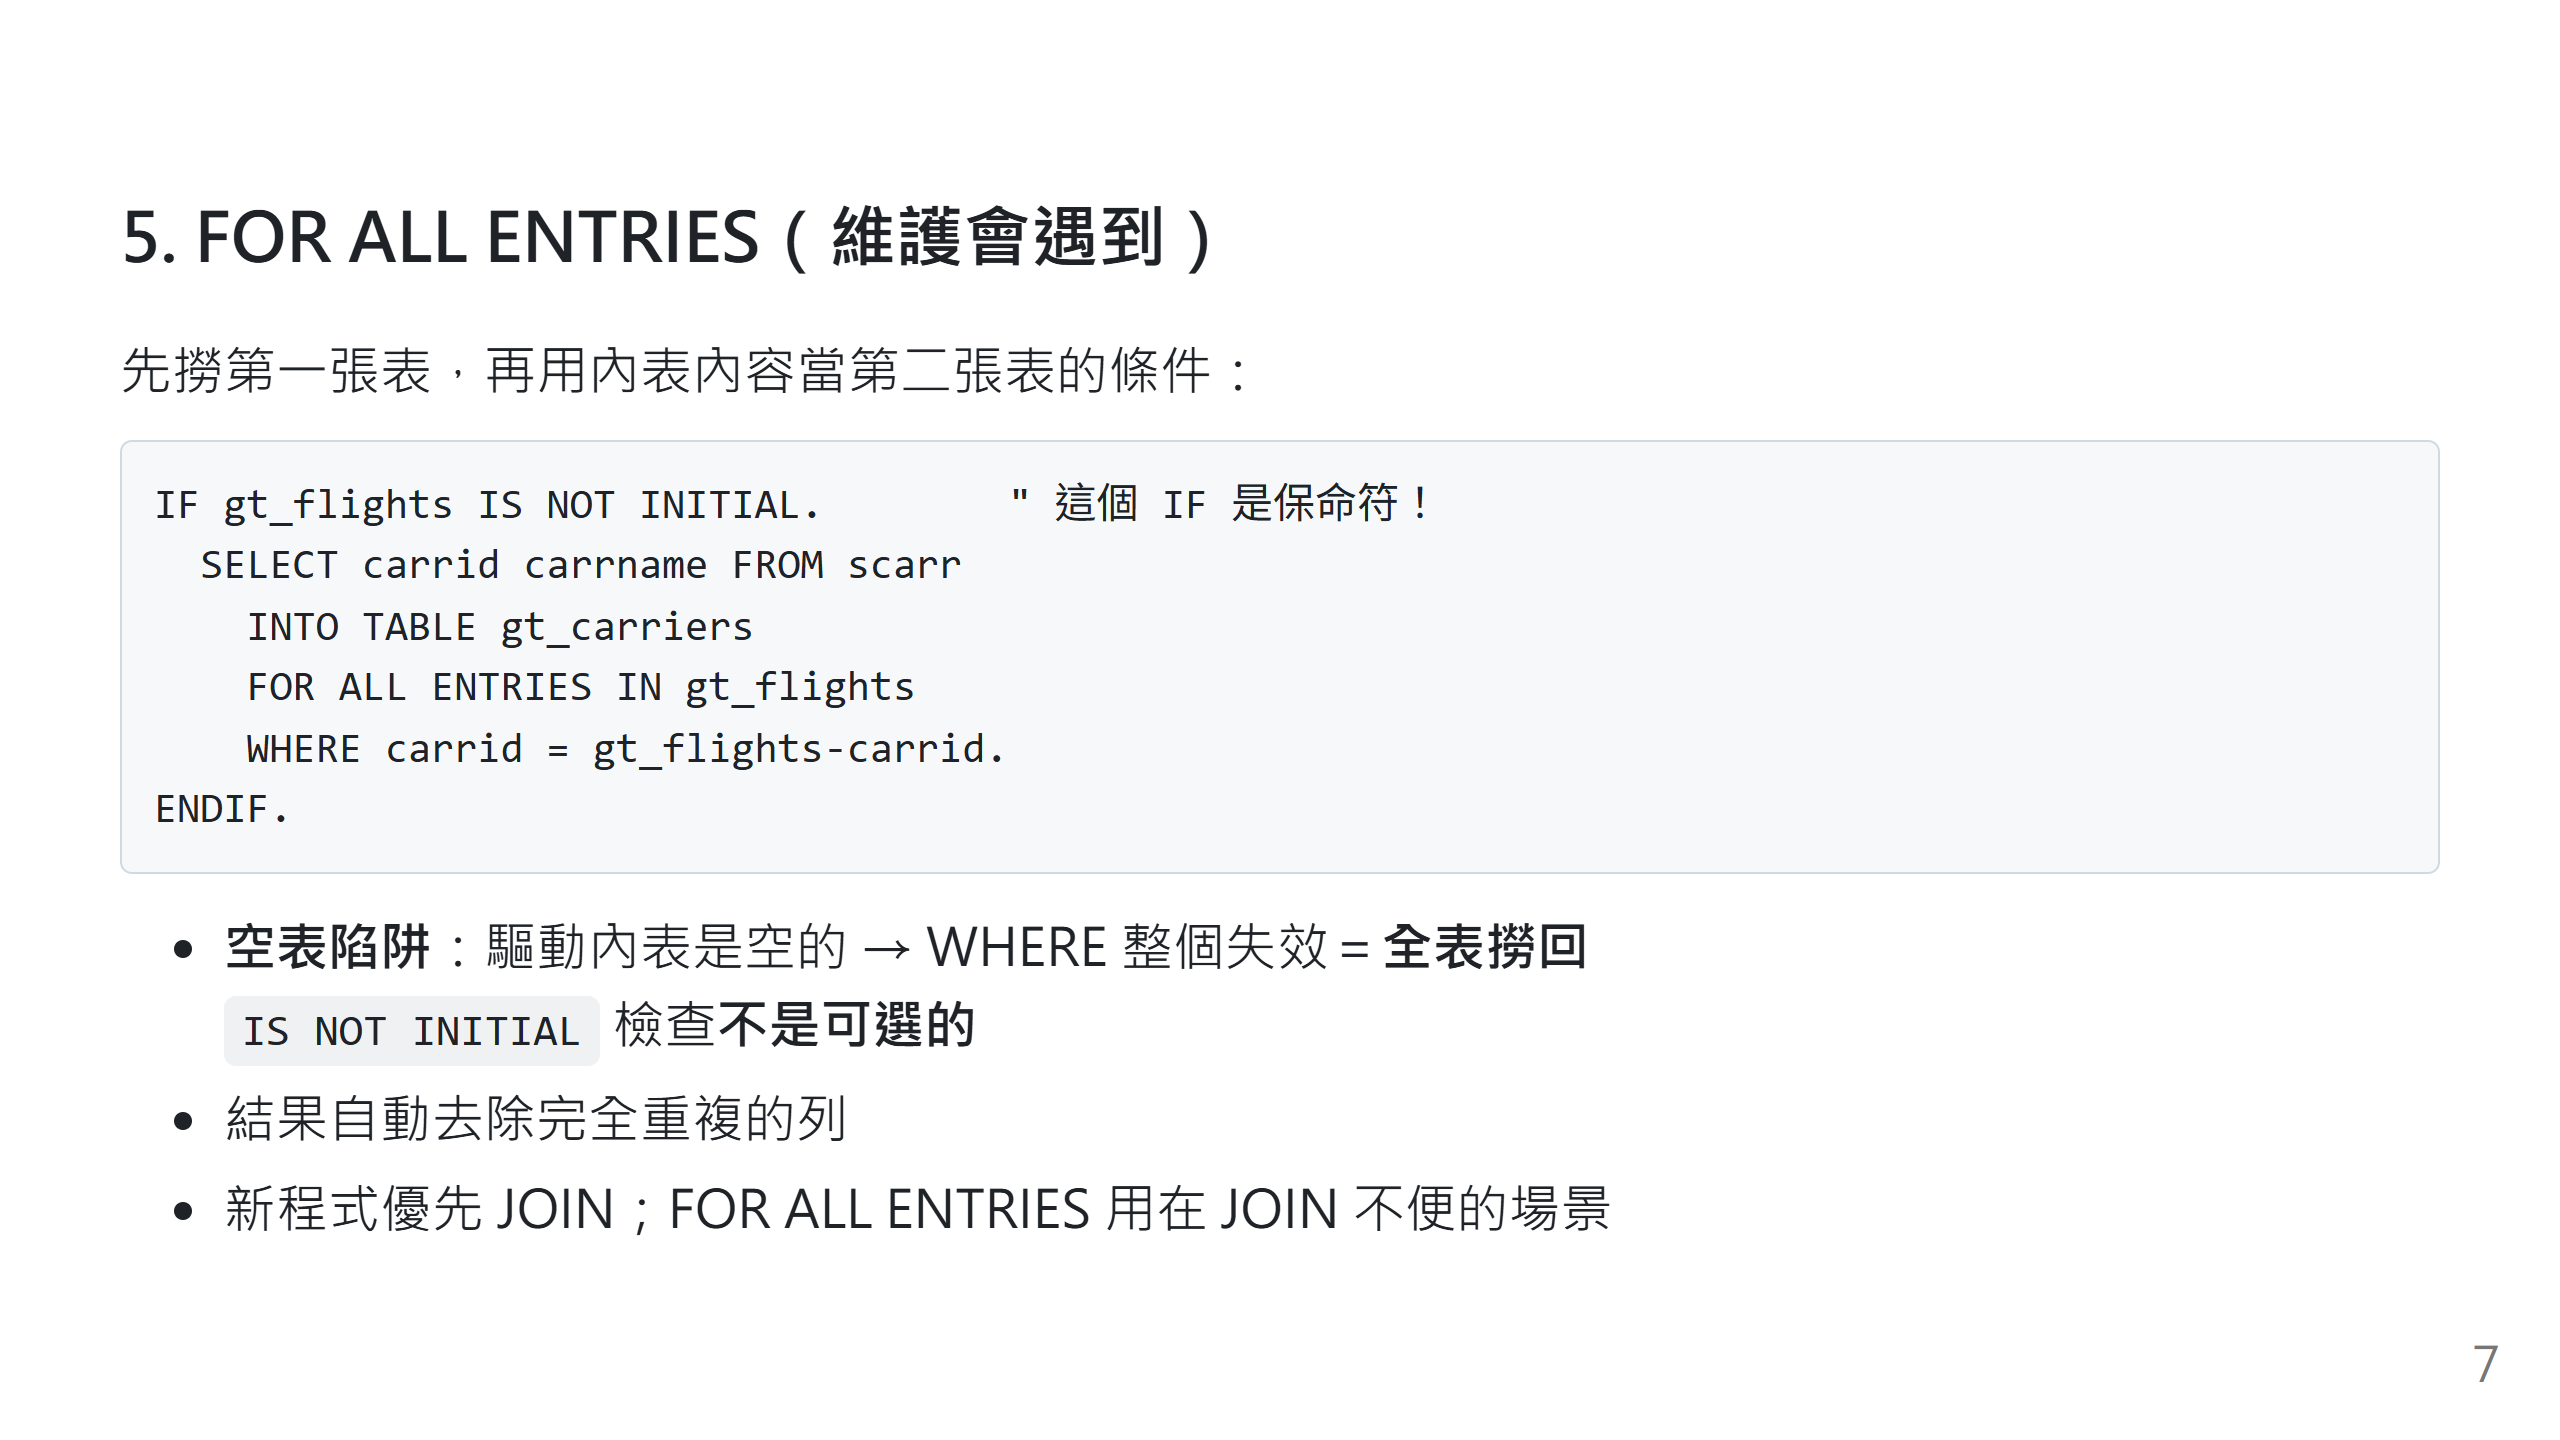 5. FOR ALL ENTRIES（維護會遇到）
先撈第一張表，再用內表內容當第二張表的條件：
IF gt_flights IS NOT INITIAL.        " 這個 IF 是保命符！
  SELECT carrid carrname FROM scarr
    INTO TABLE gt_carriers
    FOR ALL ENTRIES IN gt_flights
    WHERE carrid = gt_flights-carrid.
ENDIF.
• 空表陷阱：驅動內表是空的 → WHERE 整個失效 = 全表撈回
IS NOT INITIAL 檢查不是可選的
• 結果自動去除完全重複的列
• 新程式優先 JOIN；FOR ALL ENTRIES 用在 JOIN 不便的場景
7